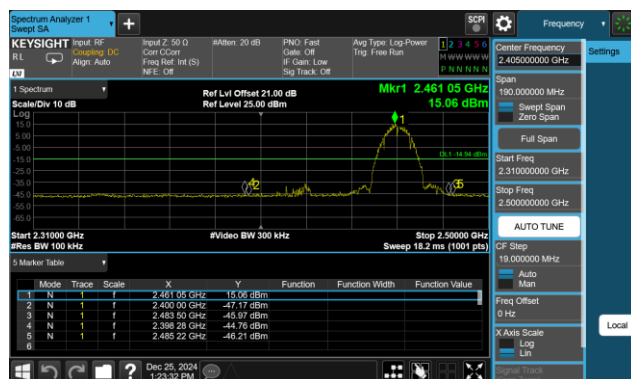 Spectrum Analyzer 1
Swept SA
+
SCPI
Frequency
KEYSIGHT
RL
LXI
Input: RF
Coupling: DC
Align: Auto
Input Z: 50 Ω
Corr CCorr
Freq Ref: Int (S)
NFE: Off
#Atten: 20 dB
PNO: Fast
Gate: Off
IF Gain: Low
Sig Track: Off
Avg Type: Log-Power
Trig: Free Run
1 2 3 4 5 6
M W W W W W
P N N N N N
1 Spectrum
Scale/Div 10 dB
Ref Lvl Offset 21.00 dB
Ref Level 25.00 dBm
Mkr1 2.461 05 GHz
15.06 dBm
Log
15.0
5.00
-5.00
-15.0
-25.0
-35.0
-45.0
-55.0
-65.0
1
DL1 -14.94 dBm
Start 2.31000 GHz
#Res BW 100 kHz
#Video BW 300 kHz
Stop 2.50000 GHz
Sweep 18.2 ms (1001 pts)
5 Marker Table
Mode Trace Scale X Y Function Function Width Function Value
1 N 1 f 2.461 05 GHz 15.06 dBm
2 N 1 f 2.400 00 GHz -47.17 dBm
3 N 1 f 2.483 50 GHz -45.97 dBm
4 N 1 f 2.398 28 GHz -44.76 dBm
5 N 1 f 2.485 22 GHz -46.21 dBm
6
?
Dec 25, 2024
1:23:32 PM
Center Frequency
2.405000000 GHz
Settings
Span
190.000000 MHz
Swept Span
Zero Span
Full Span
Start Freq
2.310000000 GHz
Stop Freq
2.500000000 GHz
AUTO TUNE
CF Step
19.000000 MHz
Auto
Man
Freq Offset
0 Hz
X Axis Scale
Log
Lin
Local
Signal Track